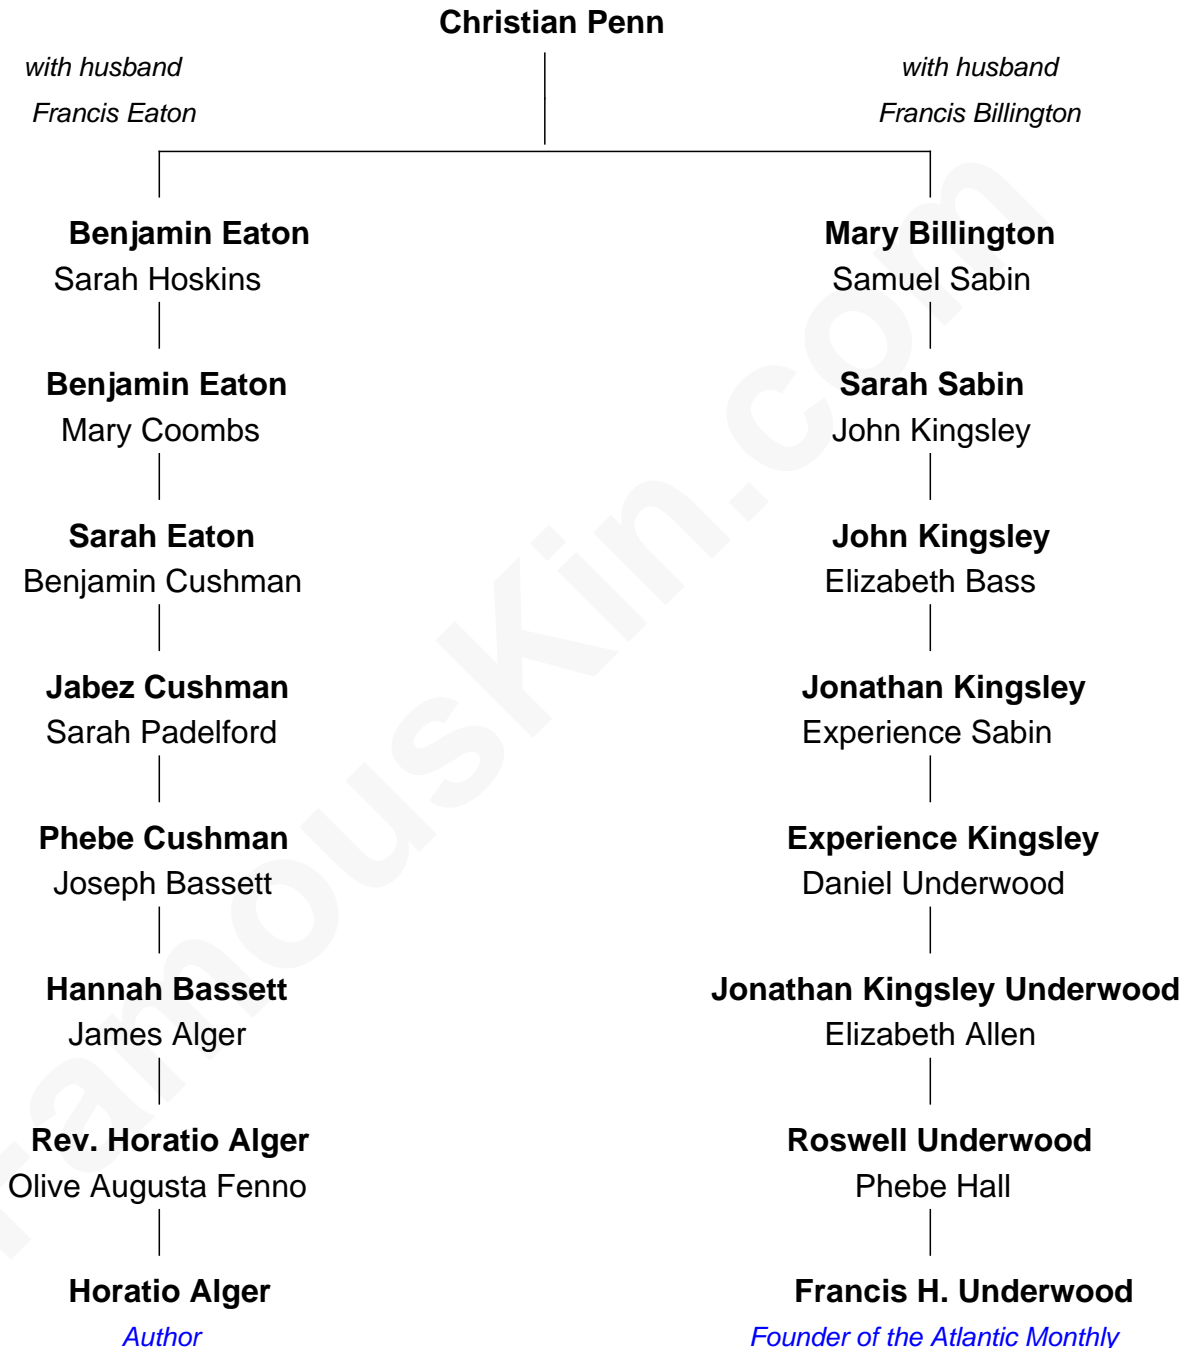 Christian Penn
with husband
Francis Eaton
with husband
Francis Billington
Benjamin Eaton
Sarah Hoskins
Mary Billington
Samuel Sabin
Benjamin Eaton
Mary Coombs
Sarah Sabin
John Kingsley
Sarah Eaton
Benjamin Cushman
John Kingsley
Elizabeth Bass
Jabez Cushman
Sarah Padelford
Jonathan Kingsley
Experience Sabin
Phebe Cushman
Joseph Bassett
Experience Kingsley
Daniel Underwood
Hannah Bassett
James Alger
Jonathan Kingsley Underwood
Elizabeth Allen
Rev. Horatio Alger
Olive Augusta Fenno
Roswell Underwood
Phebe Hall
Horatio Alger
Author
Francis H. Underwood
Founder of the Atlantic Monthly
FamousKin.com